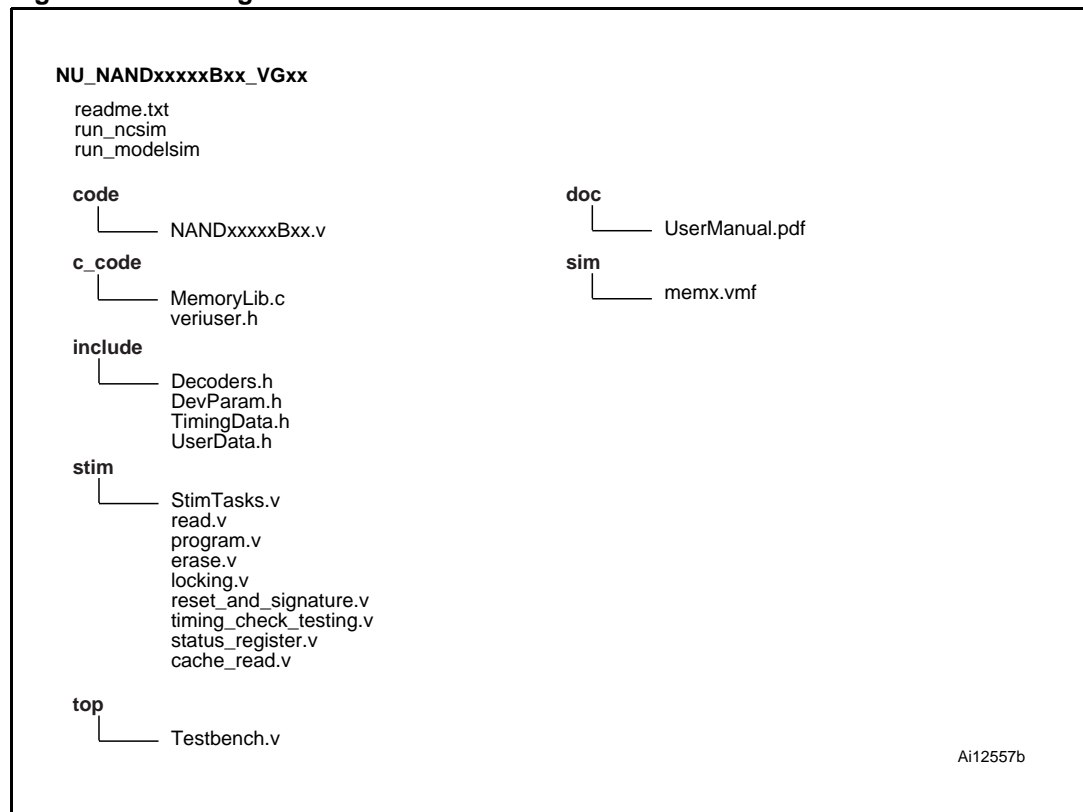 NU_NANDxxxxxBxx_VGxx
readme.txt
run_ncsim
run_modelsim
code
NANDxxxxxBxx.v
c_code
MemoryLib.c
veriuser.h
include
Decoders.h
DevParam.h
TimingData.h
UserData.h
stim
StimTasks.v
read.v
program.v
erase.v
locking.v
reset_and_signature.v
timing_check_testing.v
status_register.v
cache_read.v
top
Testbench.v
doc
UserManual.pdf
sim
memx.vmf
Ai12557b